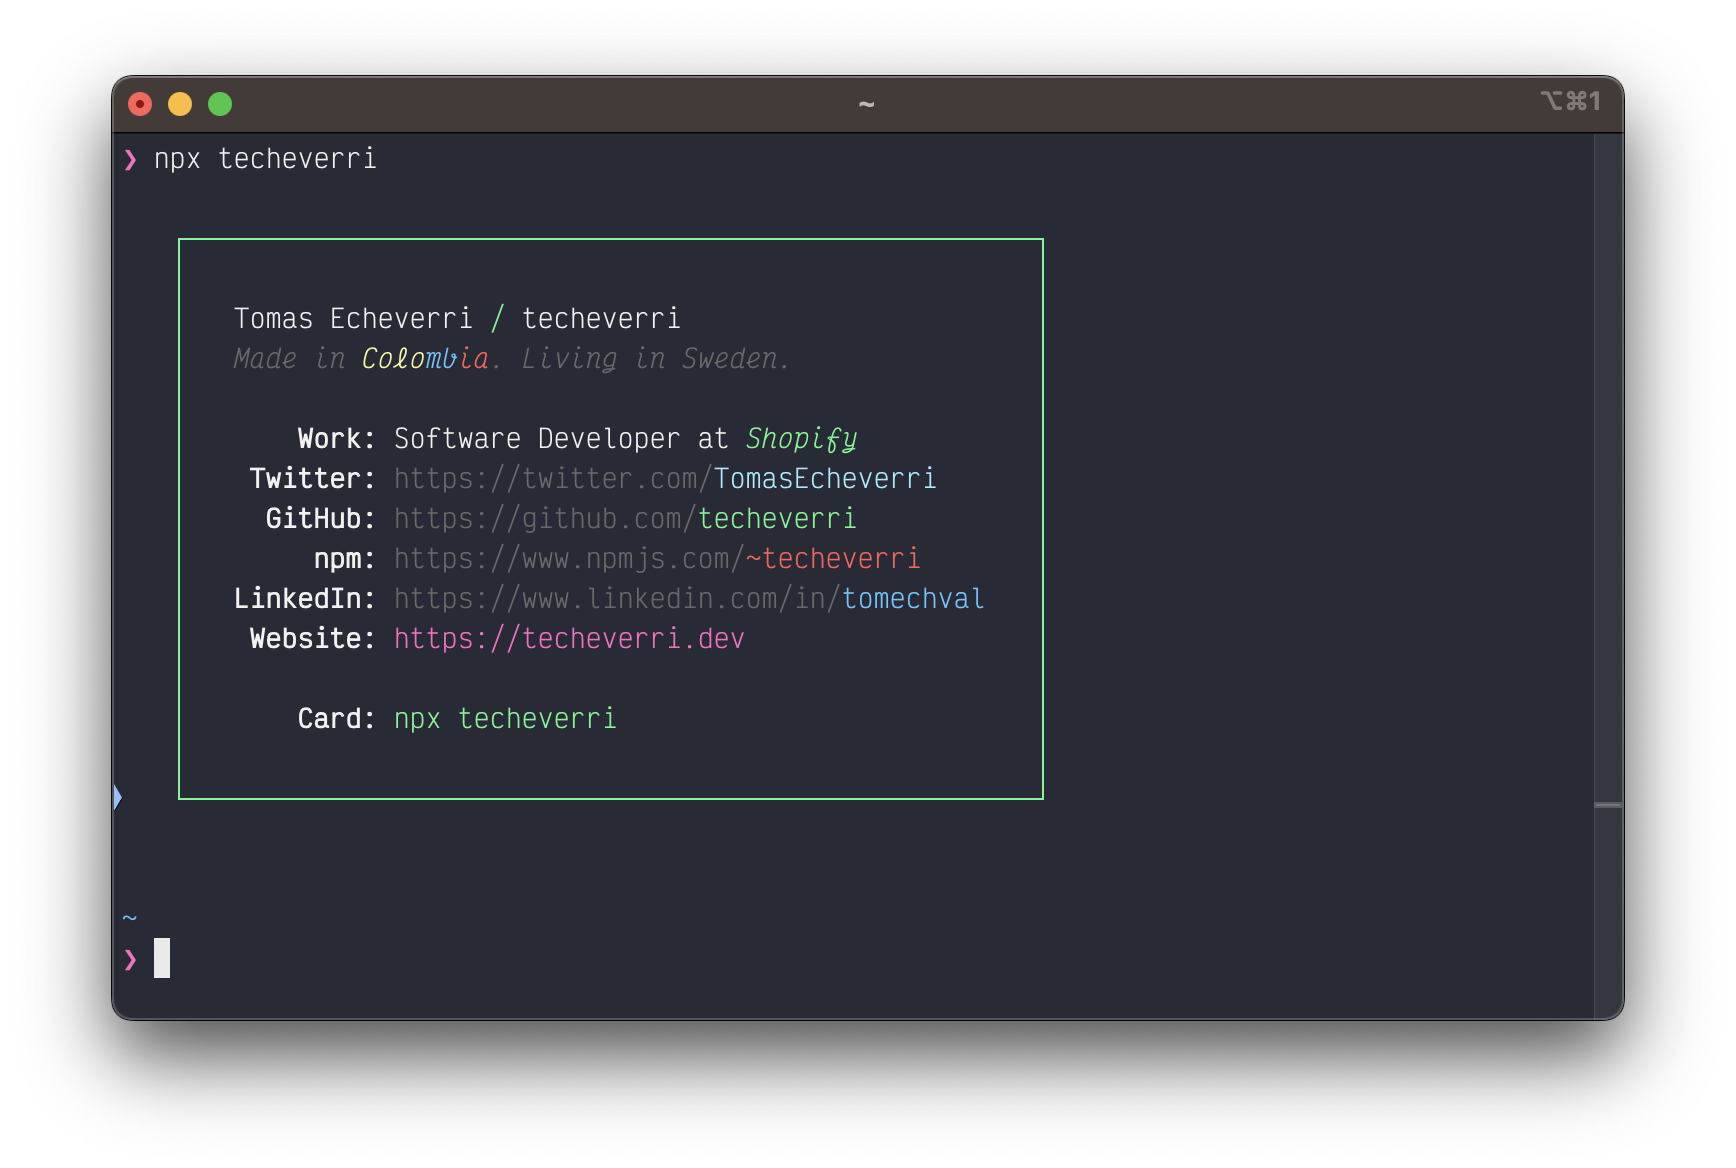 ~ ⌥⌘1
❯ npx techeverri
Tomas Echeverri / techeverri
Made in Colombia. Living in Sweden.
Work: Software Developer at Shopify
Twitter: https://twitter.com/TomasEcheverri
GitHub: https://github.com/techeverri
npm: https://www.npmjs.com/~techeverri
LinkedIn: https://www.linkedin.com/in/tomechval
Website: https://techeverri.dev
Card: npx techeverri
~
❯